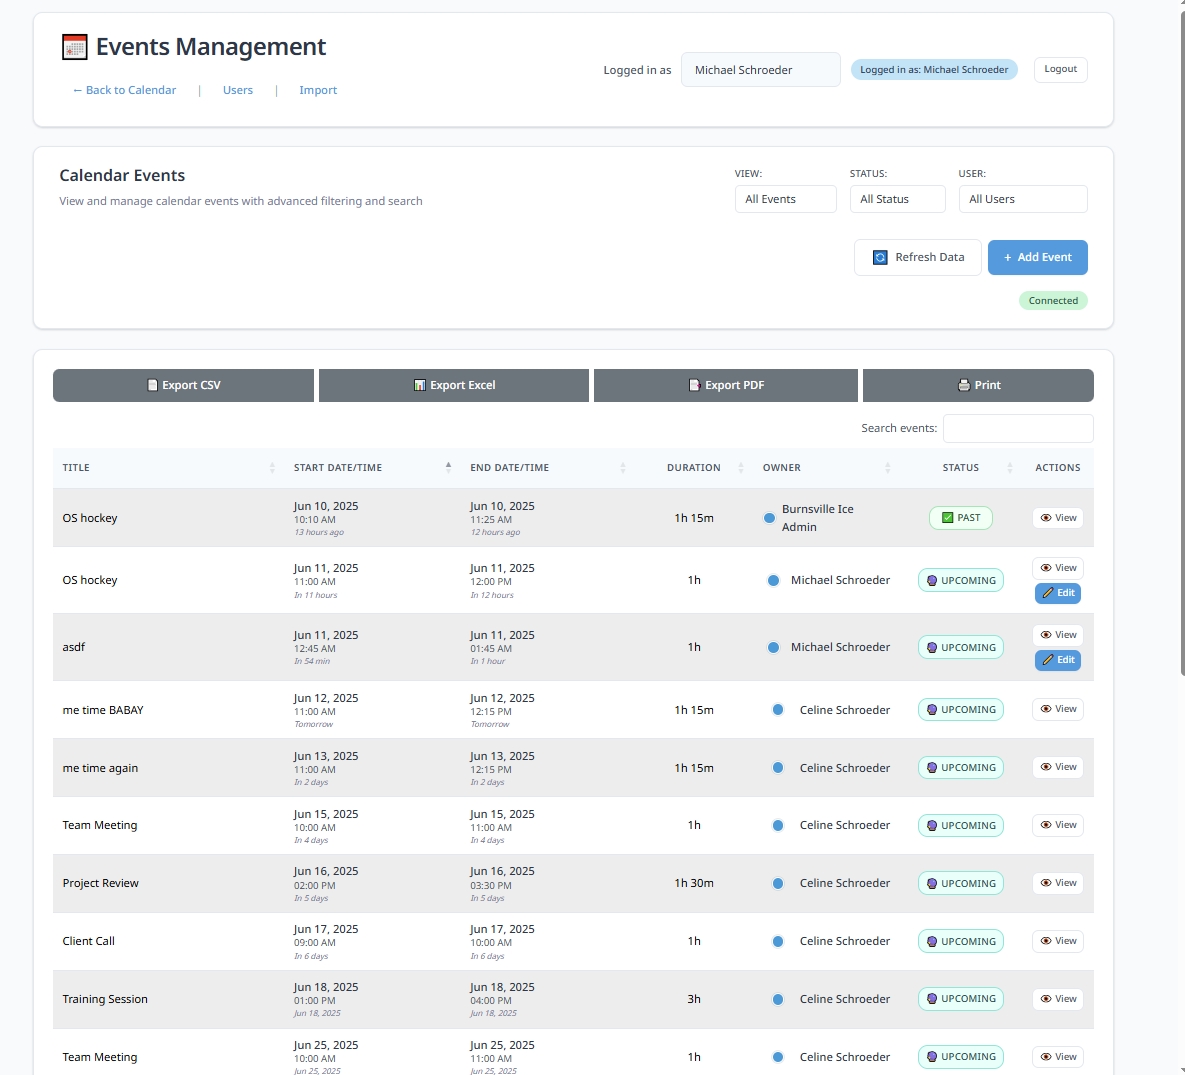 Events Management
← Back to Calendar | Users | Import
Logged in as Michael Schroeder Logged in as: Michael Schroeder Logout
Calendar Events
View and manage calendar events with advanced filtering and search
VIEW: STATUS: USER:
All Events All Status All Users
Refresh Data + Add Event
Connected
Export CSV Export Excel Export PDF Print
Search events:
TITLE START DATE/TIME END DATE/TIME DURATION OWNER STATUS ACTIONS
OS hockey
Jun 10, 2025
10:10 AM
13 hours ago
Jun 10, 2025
11:25 AM
12 hours ago
1h 15m
Burnsville Ice
Admin
PAST
View
OS hockey
Jun 11, 2025
11:00 AM
In 11 hours
Jun 11, 2025
12:00 PM
In 12 hours
1h
Michael Schroeder
UPCOMING
View
Edit
asdf
Jun 11, 2025
12:45 AM
In 54 min
Jun 11, 2025
01:45 AM
In 1 hour
1h
Michael Schroeder
UPCOMING
View
Edit
me time BABAY
Jun 12, 2025
11:00 AM
Tomorrow
Jun 12, 2025
12:15 PM
Tomorrow
1h 15m
Celine Schroeder
UPCOMING
View
me time again
Jun 13, 2025
11:00 AM
In 2 days
Jun 13, 2025
12:15 PM
In 2 days
1h 15m
Celine Schroeder
UPCOMING
View
Team Meeting
Jun 15, 2025
10:00 AM
In 4 days
Jun 15, 2025
11:00 AM
In 4 days
1h
Celine Schroeder
UPCOMING
View
Project Review
Jun 16, 2025
02:00 PM
In 5 days
Jun 16, 2025
03:30 PM
In 5 days
1h 30m
Celine Schroeder
UPCOMING
View
Client Call
Jun 17, 2025
09:00 AM
In 6 days
Jun 17, 2025
10:00 AM
In 6 days
1h
Celine Schroeder
UPCOMING
View
Training Session
Jun 18, 2025
01:00 PM
Jun 18, 2025
Jun 18, 2025
04:00 PM
Jun 18, 2025
3h
Celine Schroeder
UPCOMING
View
Team Meeting
Jun 25, 2025
10:00 AM
Jun 25, 2025
Jun 25, 2025
11:00 AM
Jun 25, 2025
1h
Celine Schroeder
UPCOMING
View